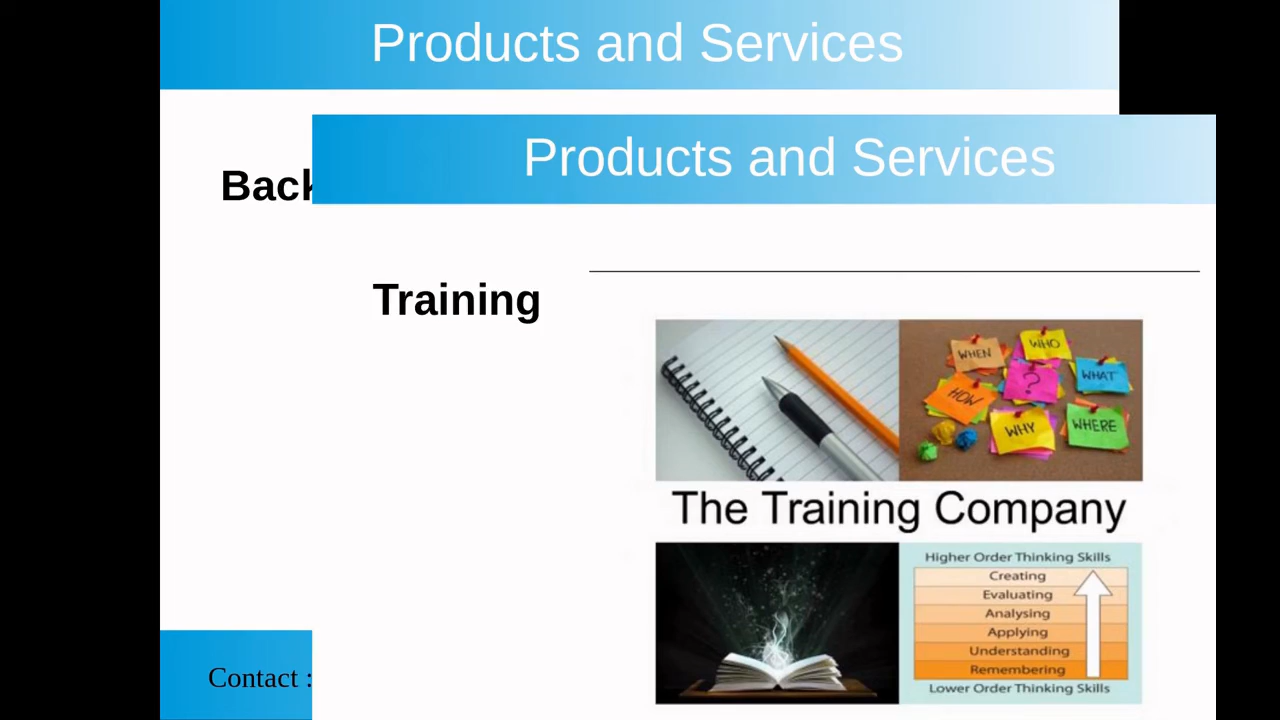 Products and Services
Products and Services
Back
Training
WHEN
WHO
?
WHAT
HOW
WHY
WHERE
The Training Company
Higher Order Thinking Skills
Creating
Evaluating
Analysing
Applying
Understanding
Remembering
Lower Order Thinking Skills
Contact :